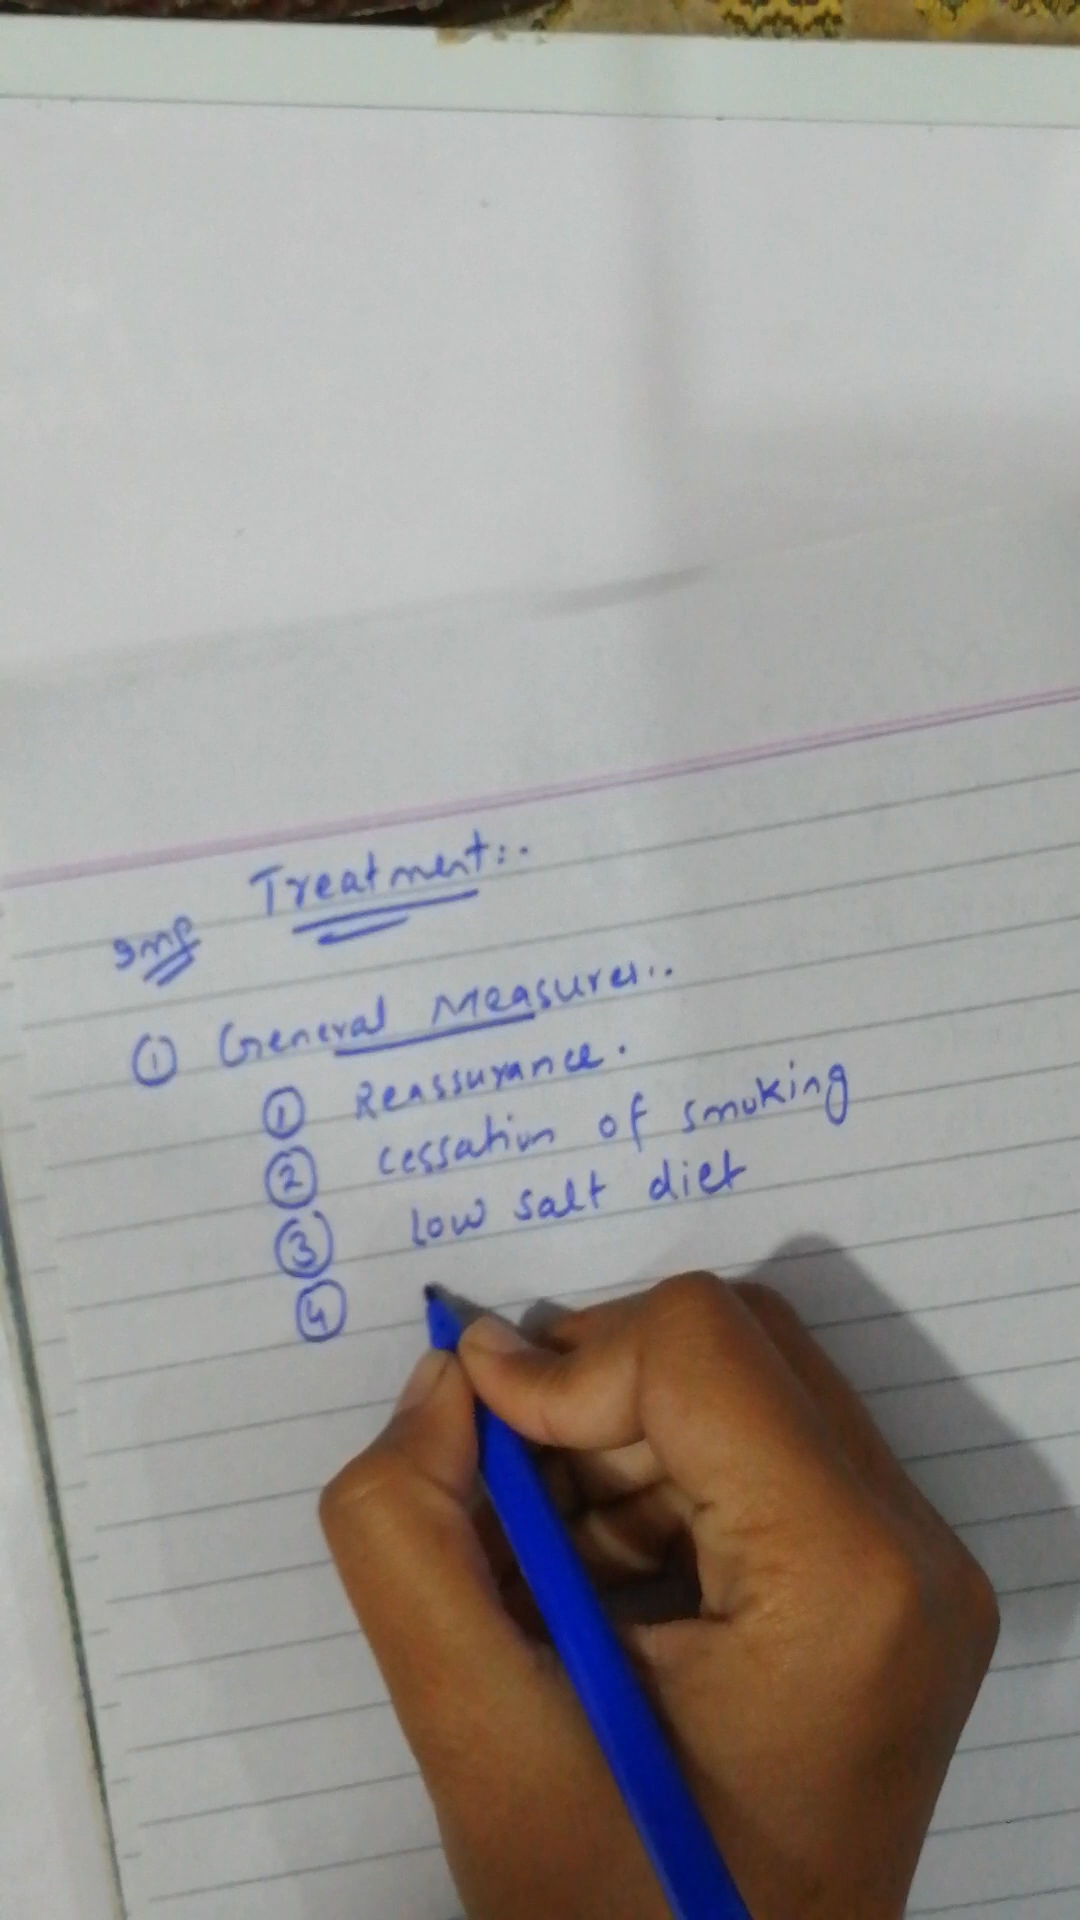 Treatment:.
Imp
① General Measures:.
① Reassurance.
② cessation of smoking
③ low salt diet
④